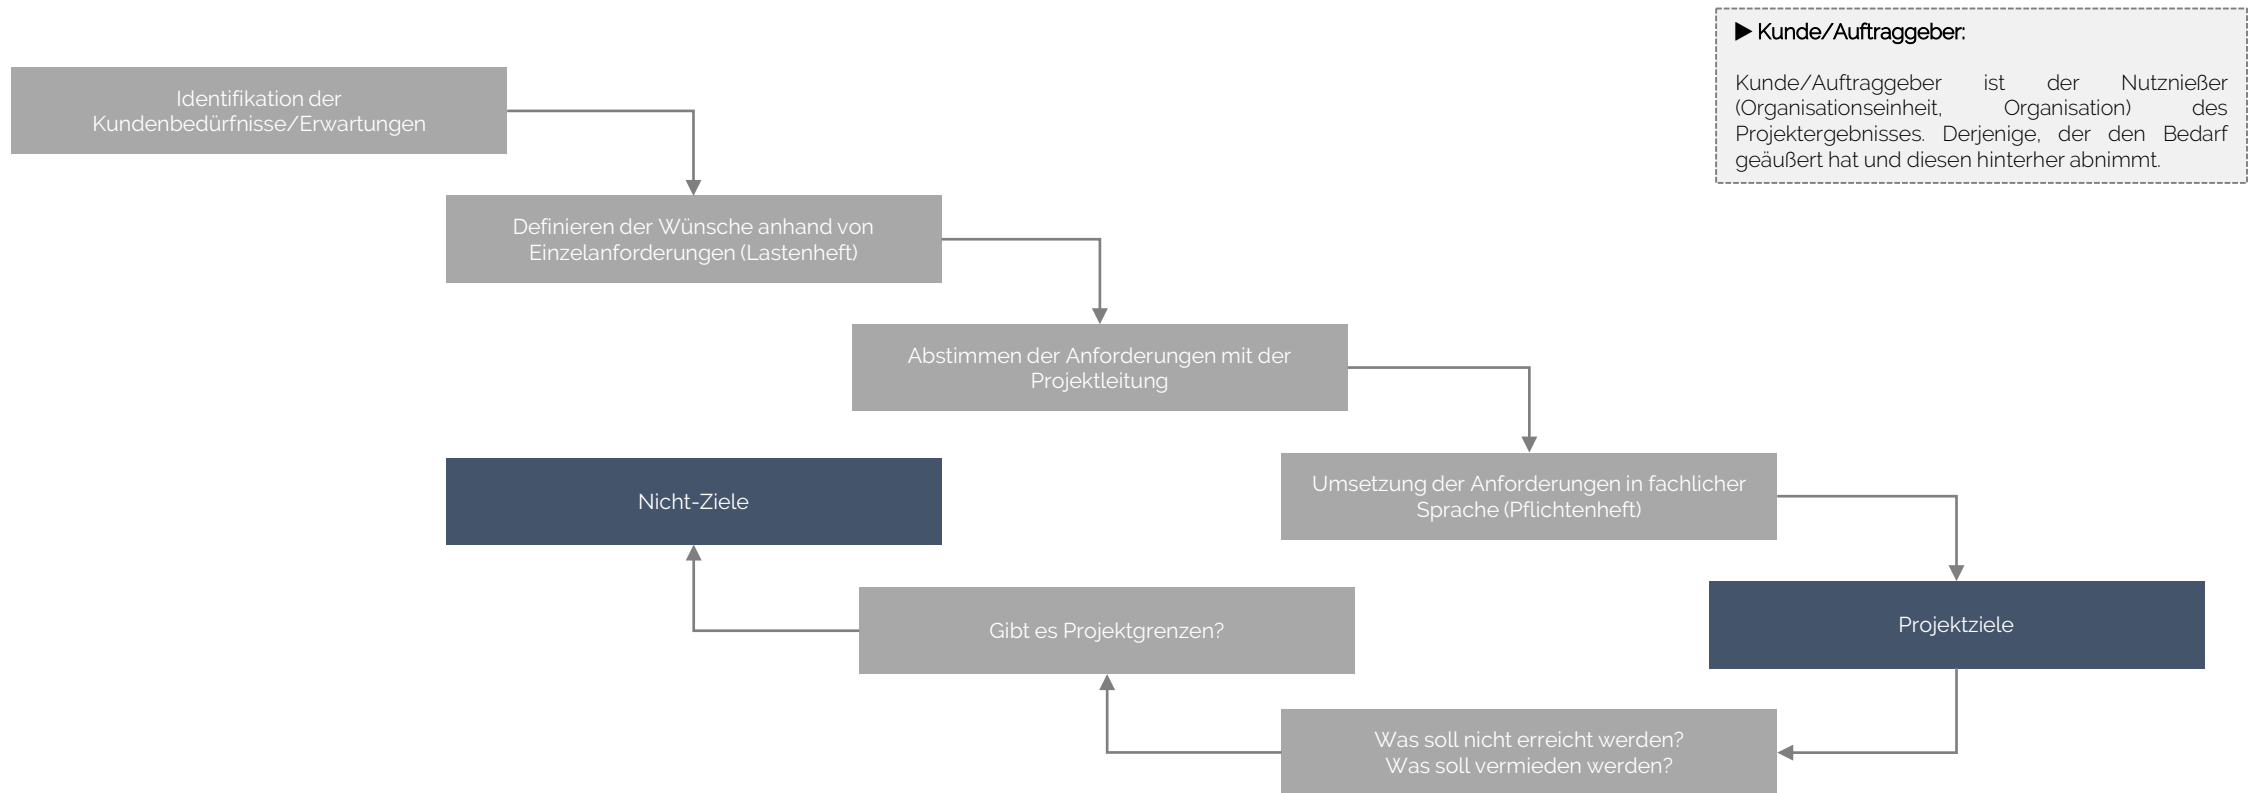 ▶ Kunde/Auftraggeber:
Kunde/Auftraggeber ist der Nutznießer
(Organisationseinheit, Organisation) des
Projektergebnisses. Derjenige, der den Bedarf
geäußert hat und diesen hinterher abnimmt.
Identifikation der
Kundenbedürfnisse/Erwartungen
Definieren der Wünsche anhand von
Einzelanforderungen (Lastenheft)
Abstimmen der Anforderungen mit der
Projektleitung
Umsetzung der Anforderungen in fachlicher
Sprache (Pflichtenheft)
Projektziele
Was soll nicht erreicht werden?
Was soll vermieden werden?
Gibt es Projektgrenzen?
Nicht-Ziele